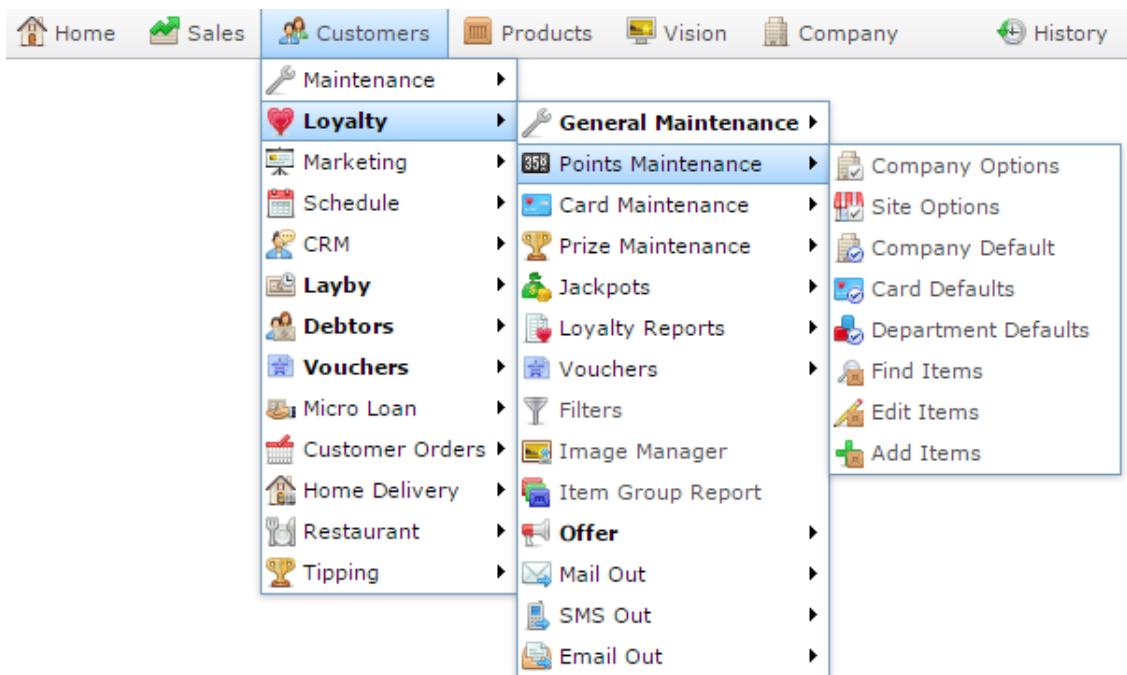 Home Sales Customers Products Vision Company History
Maintenance
Loyalty
Marketing
Schedule
CRM
Layby
Debtors
Vouchers
Micro Loan
Customer Orders
Home Delivery
Restaurant
Tipping
General Maintenance
Points Maintenance
Card Maintenance
Prize Maintenance
Jackpots
Loyalty Reports
Vouchers
Filters
Image Manager
Item Group Report
Offer
Mail Out
SMS Out
Email Out
Company Options
Site Options
Company Default
Card Defaults
Department Defaults
Find Items
Edit Items
Add Items